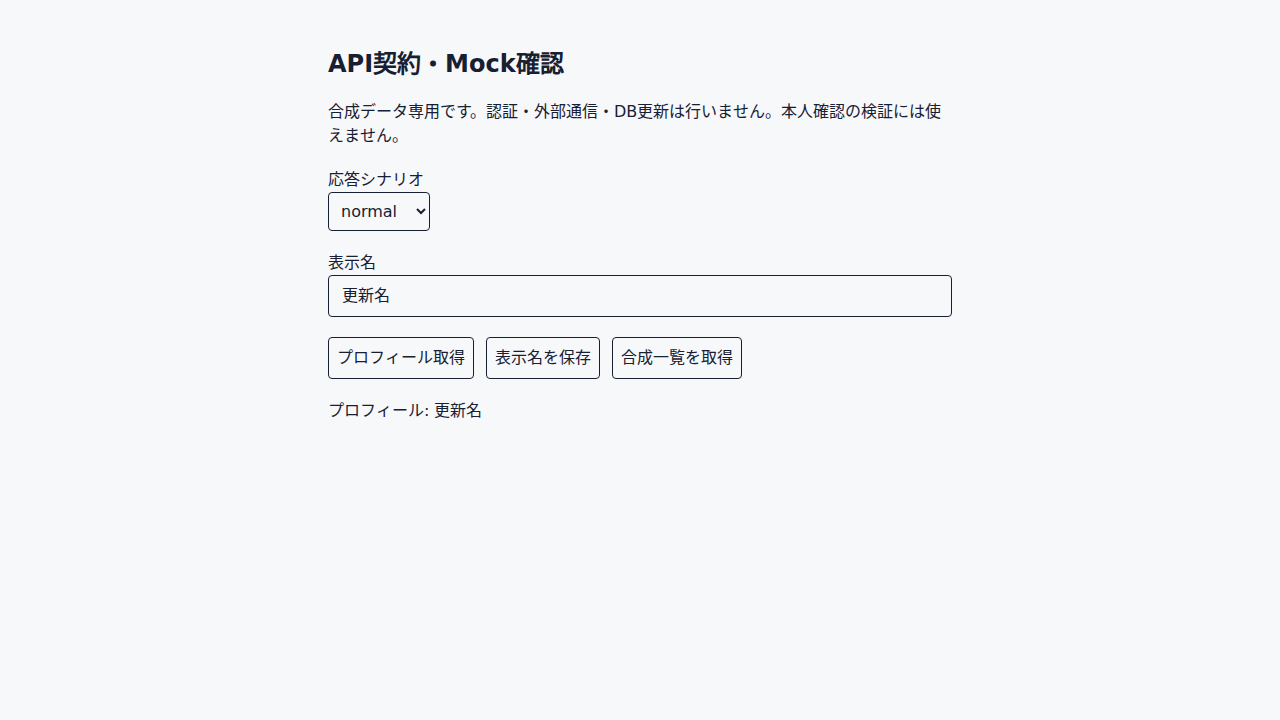 API契約・Mock確認
合成データ専用です。認証・外部通信・DB更新は行いません。本人確認の検証には使
えません。
応答シナリオ
normal
表示名
更新名
プロフィール取得 表示名を保存 合成一覧を取得
プロフィール: 更新名